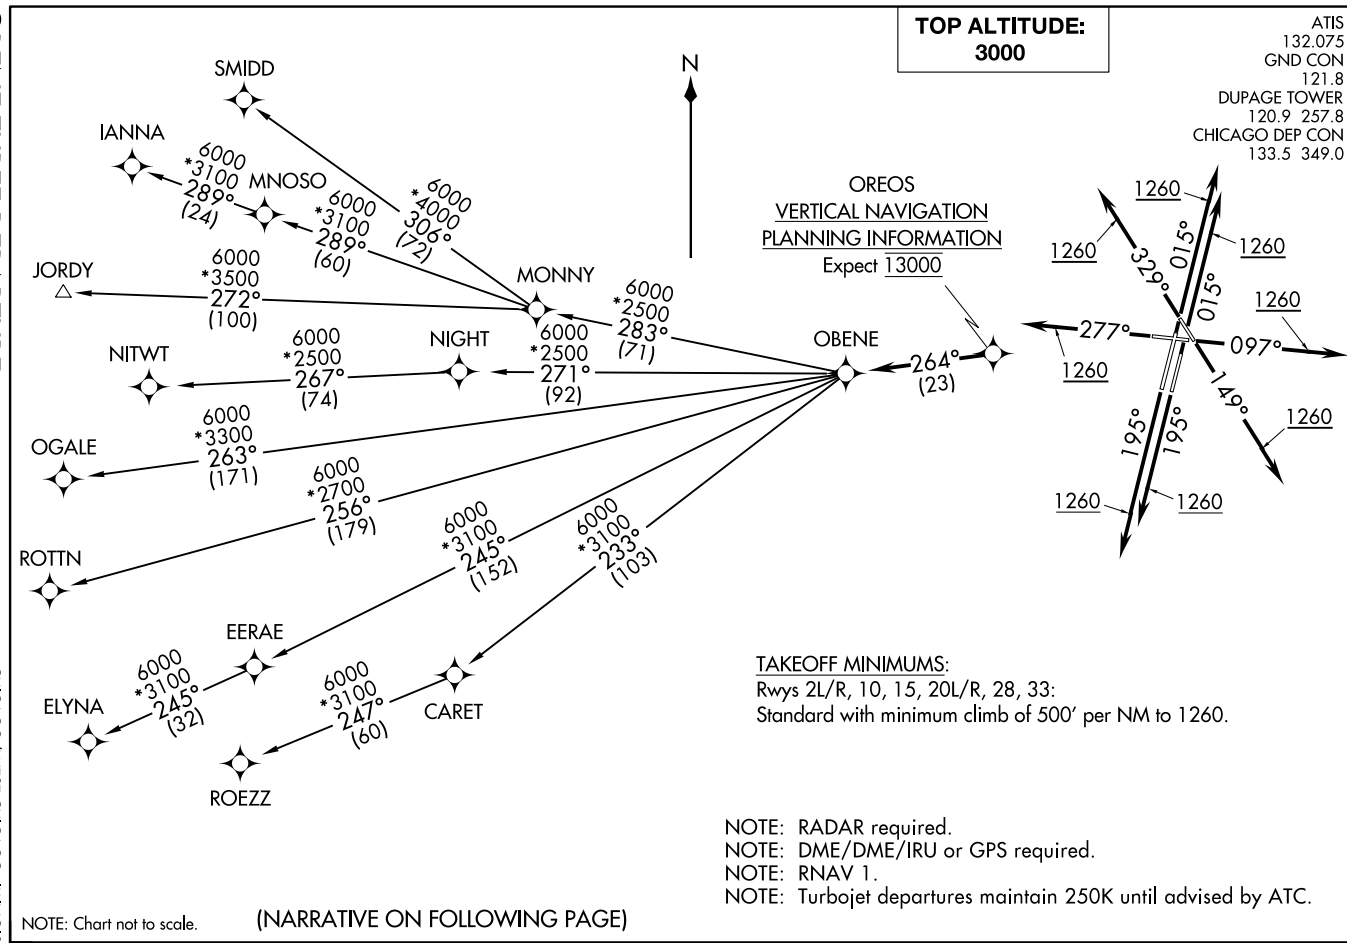 TOP ALTITUDE:
3000
ATIS
132.075
GND CON
121.8
DUPAGE TOWER
120.9 257.8
CHICAGO DEP CON
133.5 349.0
N
SMIDD
IANNA
6000
*3100
289°
(24)
MNOSO
6000
*3100
289°
(60)
6000
*4000
306°
(72)
JORDY
6000
*3500
272°
(100)
MONNY
6000
*2500
283°
(71)
NITWT
6000
*2500
267°
(74)
NIGHT
6000
*2500
271°
(92)
OBENE
264°
(23)
OREOS
VERTICAL NAVIGATION
PLANNING INFORMATION
Expect 13000
1260
1260
015°
015°
1260
329°
1260
277°
1260
097°
1260
149°
1260
195°
195°
1260
1260
OGALE
6000
*3300
263°
(171)
ROTTN
6000
*2700
256°
(179)
6000
*3100
245°
(152)
6000
*3100
233°
(103)
EERAE
ELYNA
6000
*3100
245°
(32)
6000
*3100
247°
(60)
CARET
ROEZZ
TAKEOFF MINIMUMS:
Rwys 2L/R, 10, 15, 20L/R, 28, 33:
Standard with minimum climb of 500' per NM to 1260.
NOTE: RADAR required.
NOTE: DME/DME/IRU or GPS required.
NOTE: RNAV 1.
NOTE: Turbojet departures maintain 250K until advised by ATC.
NOTE: Chart not to scale.
(NARRATIVE ON FOLLOWING PAGE)